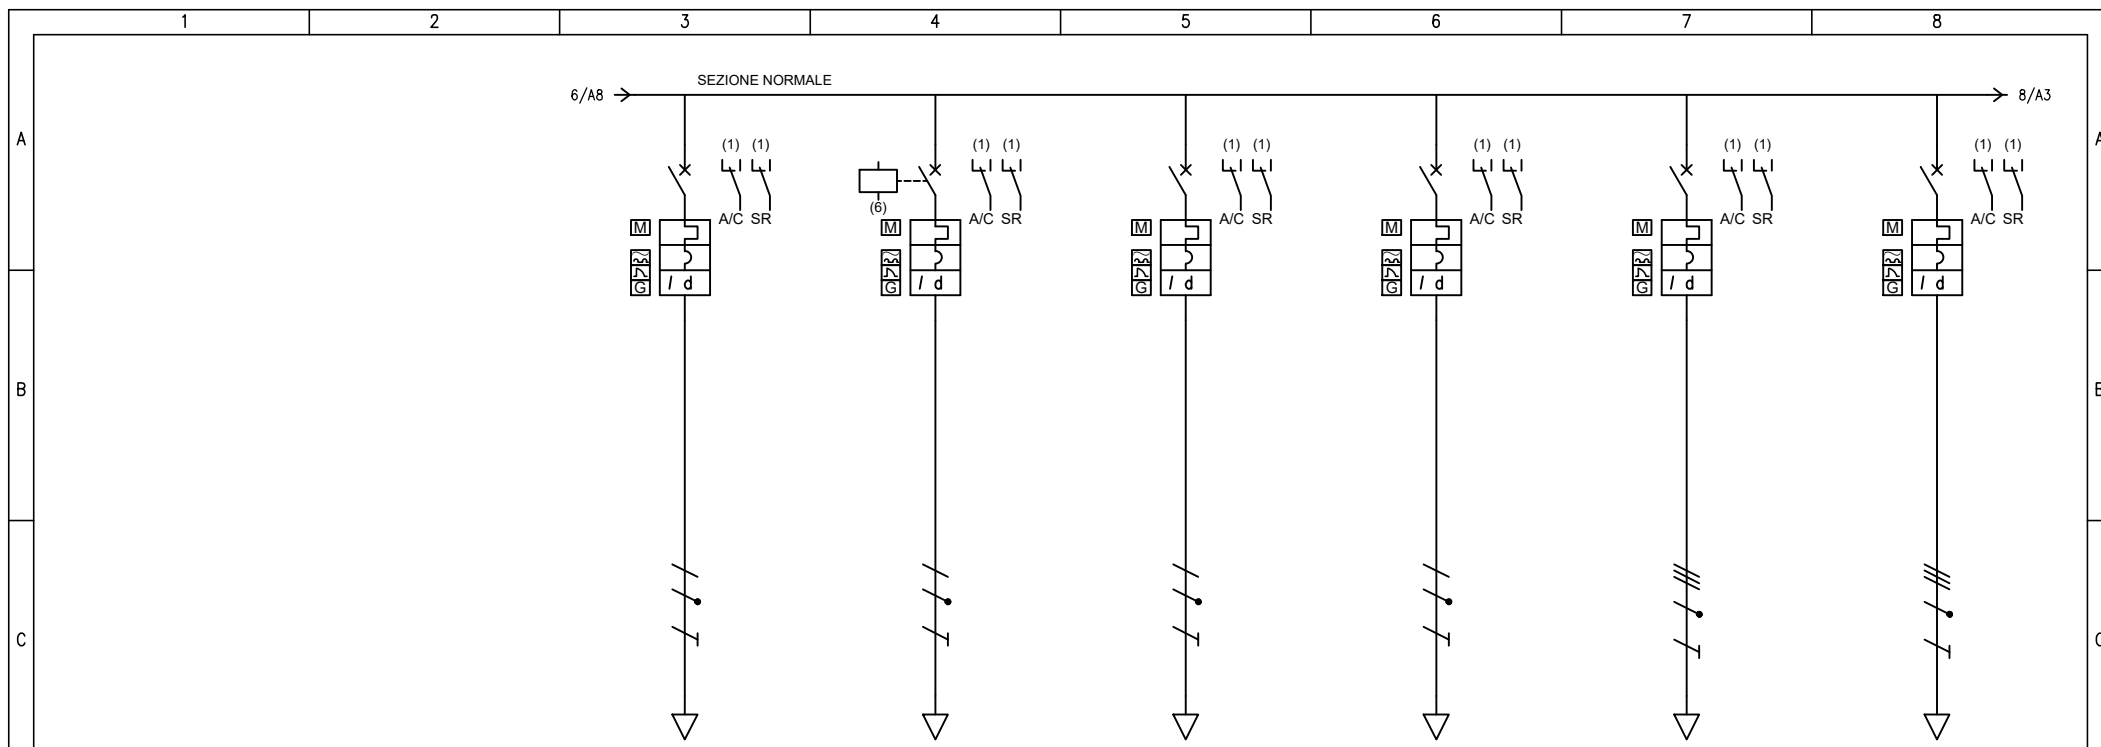 1 2 3 4 5 6 7 8
SEZIONE NORMALE
6/A8 8/A3
A A
(1) (1) (1) (1) (1) (1) (1) (1) (1) (1) (1) (1)
(6)
A/C SR A/C SR A/C SR A/C SR A/C SR A/C SR
M M M M M M
G I d G I d G I d G I d G I d G I d
B B
C C